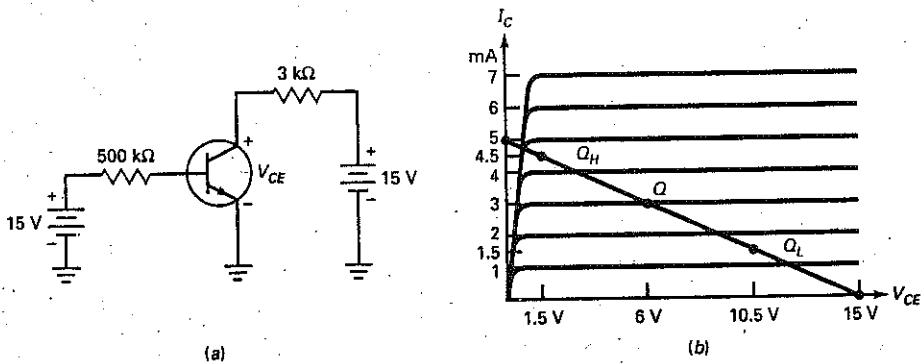 3 kΩ
500 kΩ
+
V_CE
-
+
15 V
-
+
15 V
-
(a)
I_C
mA
7
6
5
4.5
4
3
2
1.5
1
Q_H
Q
Q_L
V_CE
1.5 V
6 V
10.5 V
15 V
(b)